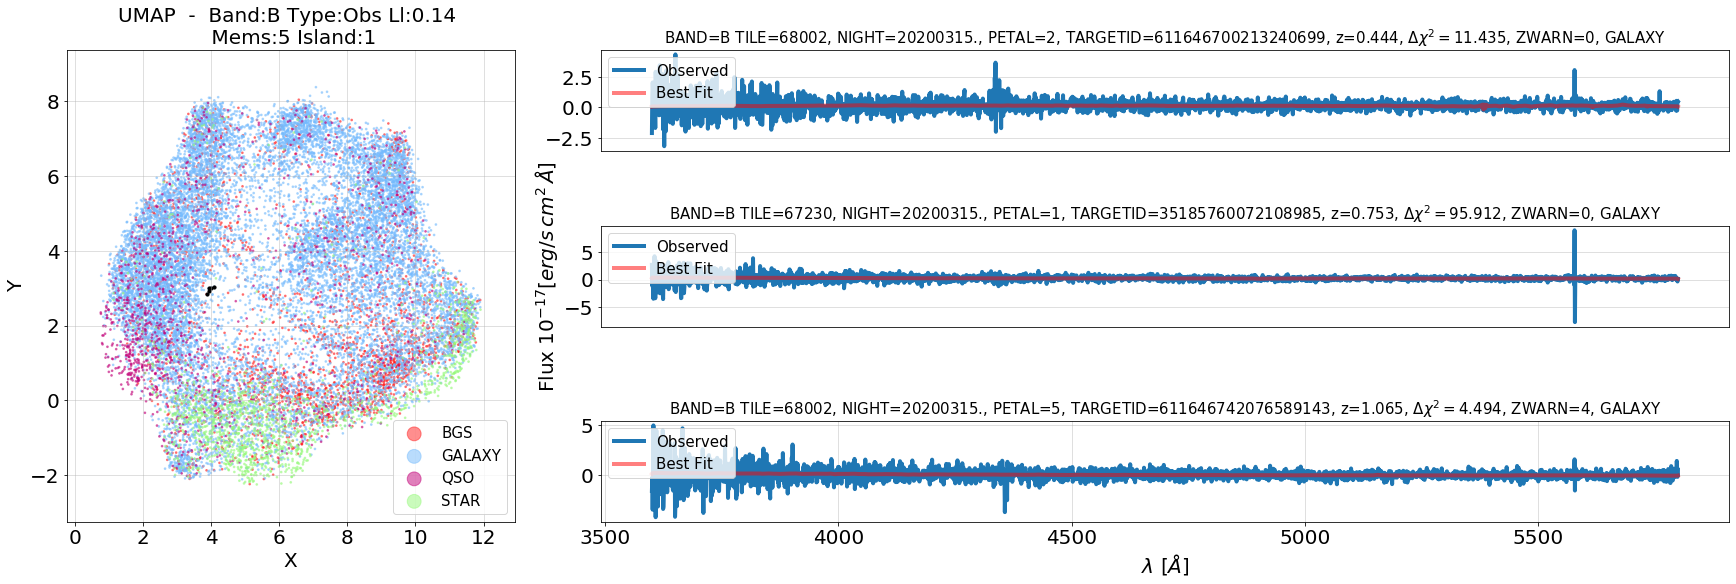 UMAP - Band:B Type:Obs Ll:0.14
Mems:5 Island:1
Y
8
6
4
2
0
−2
0 2 4 6 8 10 12
X
BGS
GALAXY
QSO
STAR
Flux 10⁻¹⁷[erg/s cm² Å]
BAND=B TILE=68002, NIGHT=20200315., PETAL=2, TARGETID=611646700213240699, z=0.444, Δχ² = 11.435, ZWARN=0, GALAXY
Observed
Best Fit
2.5
0.0
−2.5
BAND=B TILE=67230, NIGHT=20200315., PETAL=1, TARGETID=35185760072108985, z=0.753, Δχ² = 95.912, ZWARN=0, GALAXY
Observed
Best Fit
5
0
−5
BAND=B TILE=68002, NIGHT=20200315., PETAL=5, TARGETID=611646742076589143, z=1.065, Δχ² = 4.494, ZWARN=4, GALAXY
Observed
Best Fit
5
0
3500 4000 4500 5000 5500
λ [Å]